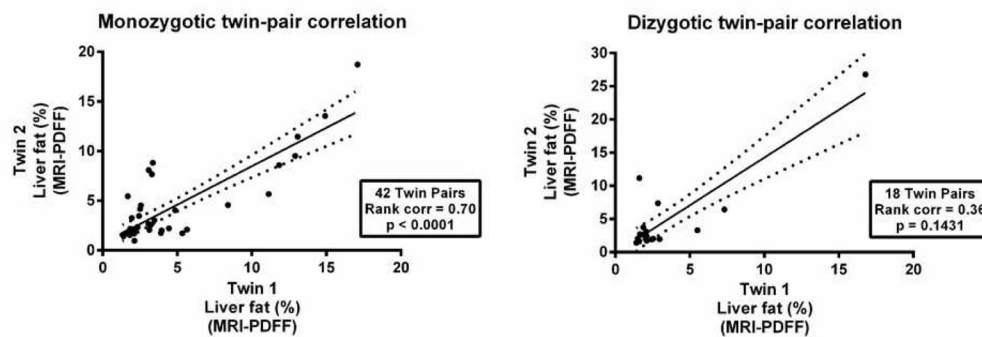 Monozygotic twin-pair correlation
20
15
10
5
0
0
5
10
15
20
Twin 2
Liver fat (%)
(MRI-PDFF)
Twin 1
Liver fat (%)
(MRI-PDFF)
42 Twin Pairs
Rank corr = 0.70
p < 0.0001
Dizygotic twin-pair correlation
30
25
20
15
10
5
0
0
5
10
15
20
Twin 2
Liver fat (%)
(MRI-PDFF)
Twin 1
Liver fat (%)
(MRI-PDFF)
18 Twin Pairs
Rank corr = 0.36
p = 0.1431